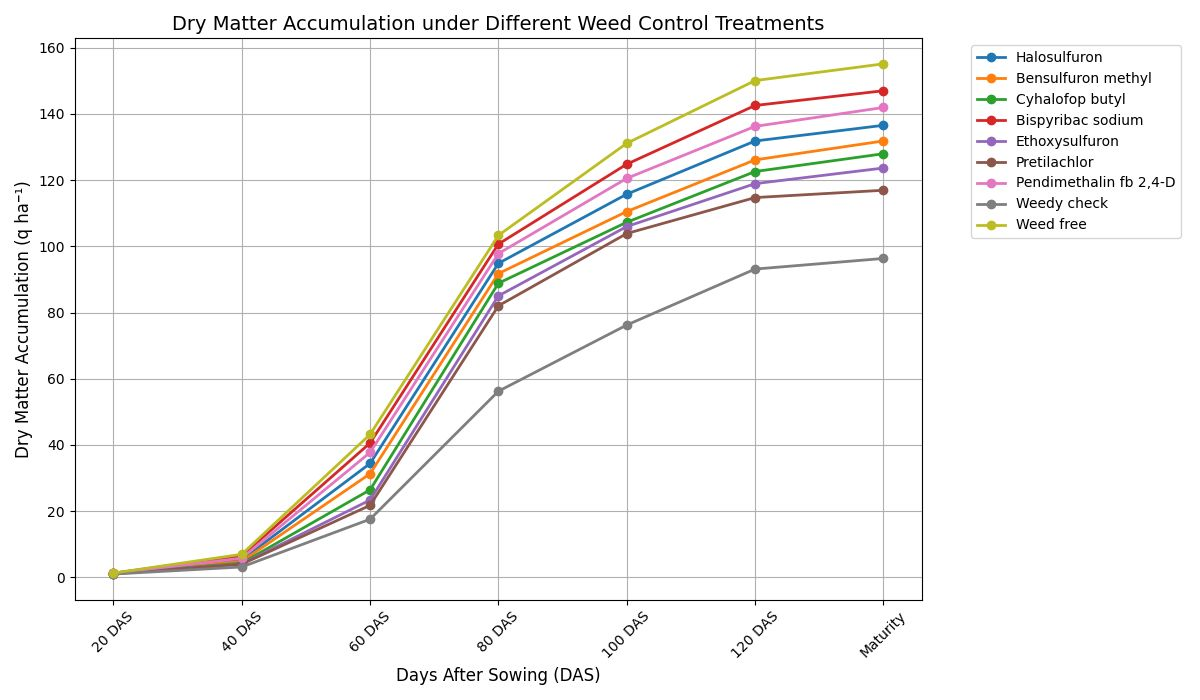 Dry Matter Accumulation under Different Weed Control Treatments
Dry Matter Accumulation (q ha⁻¹)
160
140
120
100
80
60
40
20
0
20 DAS
40 DAS
60 DAS
80 DAS
100 DAS
120 DAS
Maturity
Days After Sowing (DAS)
Halosulfuron
Bensulfuron methyl
Cyhalofop butyl
Bispyribac sodium
Ethoxysulfuron
Pretilachlor
Pendimethalin fb 2,4-D
Weedy check
Weed free